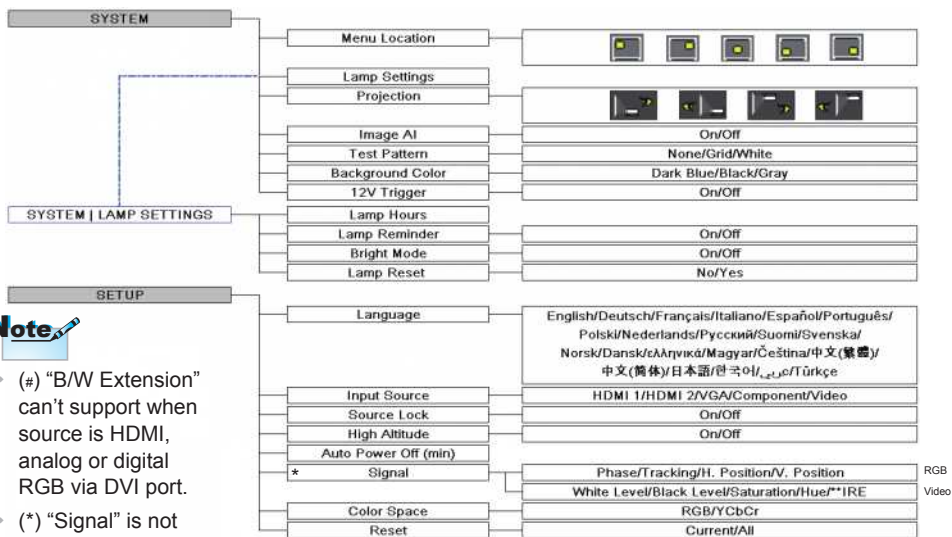 SYSTEM
Menu Location
Lamp Settings
Projection
Image AI On/Off
Test Pattern None/Grid/White
Background Color Dark Blue/Black/Gray
12V Trigger On/Off
SYSTEM | LAMP SETTINGS Lamp Hours
Lamp Reminder On/Off
Bright Mode On/Off
Lamp Reset No/Yes
SETUP
Language English/Deutsch/Français/Italiano/Español/Português/
Polski/Nederlands/Русский/Suomi/Svenska/
Norsk/Dansk/ελληνικά/Magyar/Čeština/中文(繁體)/
中文(简体)/日本語/한국어/عربي/Türkçe
Input Source HDMI 1/HDMI 2/VGA/Component/Video
Source Lock On/Off
High Altitude On/Off
Auto Power Off (min)
* Signal Phase/Tracking/H. Position/V. Position RGB
White Level/Black Level/Saturation/Hue/**IRE Video
Color Space RGB/YCbCr
Reset Current/All
Note
(#) “B/W Extension”
can’t support when
source is HDMI,
analog or digital
RGB via DVI port.
(*) “Signal” is not